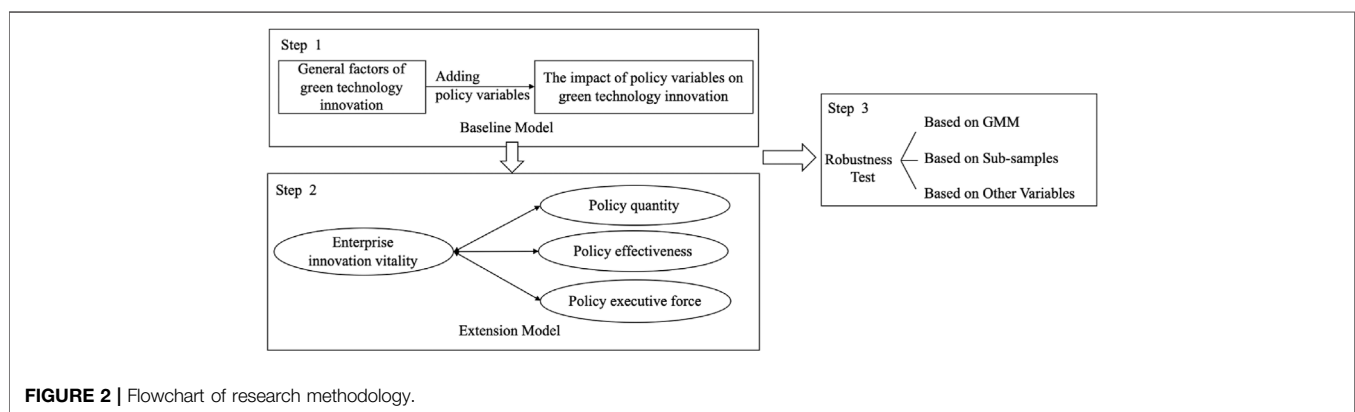 Step 1
General factors of
green technology
innovation
Adding
policy variables
The impact of policy variables on
green technology innovation
Baseline Model
Step 2
Enterprise
innovation vitality
Policy quantity
Policy effectiveness
Policy executive force
Extension Model
Step 3
Robustness
Test
Based on GMM
Based on Sub-samples
Based on Other Variables
FIGURE 2 | Flowchart of research methodology.